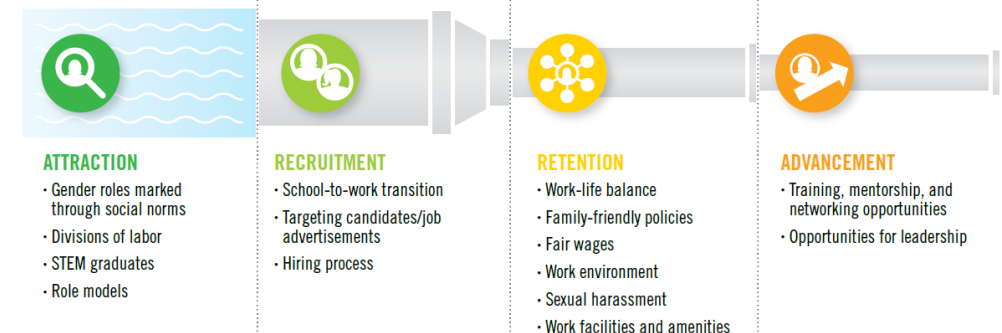 ATTRACTION
· Gender roles marked
through social norms
· Divisions of labor
· STEM graduates
· Role models
RECRUITMENT
· School-to-work transition
· Targeting candidates/job
advertisements
· Hiring process
RETENTION
· Work-life balance
· Family-friendly policies
· Fair wages
· Work environment
· Sexual harassment
· Work facilities and amenities
ADVANCEMENT
· Training, mentorship, and
networking opportunities
· Opportunities for leadership